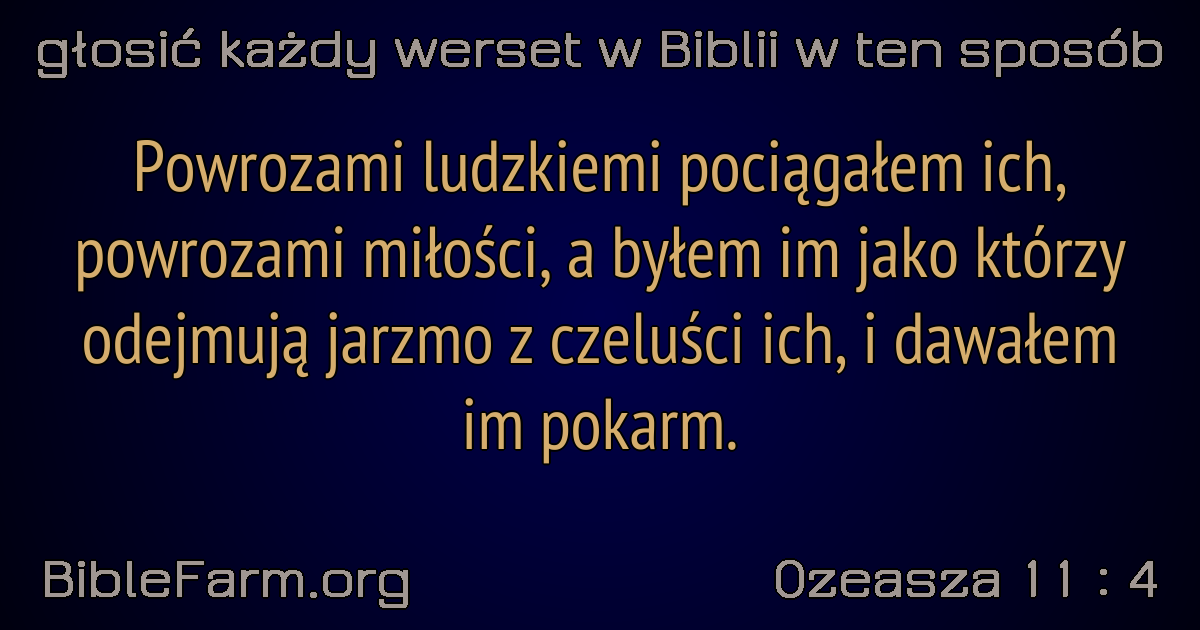 głosić każdy werset w Biblii w ten sposób
Powrozami ludzkiemi pociągałem ich,
powrozami miłości, a byłem im jako którzy
odejmują jarzmo z czeluści ich, i dawałem
im pokarm.
BibleFarm.org
Ozeasza 11 : 4